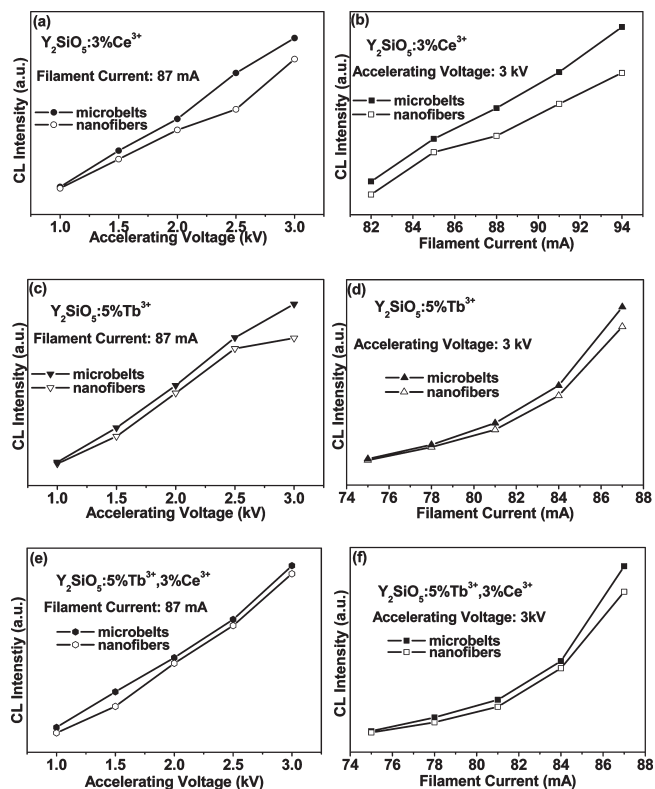 (a)
Y₂SiO₅:3%Ce³⁺
Filament Current: 87 mA
microbelts
nanofibers
CL Intensity (a.u.)
1.0 1.5 2.0 2.5 3.0
Accelerating Voltage (kV)
(b)
Y₂SiO₅:3%Ce³⁺
Accelerating Voltage: 3 kV
microbelts
nanofibers
CL Intensity (a.u.)
82 84 86 88 90 92 94
Filament Current (mA)
(c)
Y₂SiO₅:5%Tb³⁺
Filament Current: 87 mA
microbelts
nanofibers
CL Intensity (a.u.)
1.0 1.5 2.0 2.5 3.0
Accelerating Voltage (kV)
(d)
Y₂SiO₅:5%Tb³⁺
Accelerating Voltage: 3 kV
microbelts
nanofibers
CL Intensity (a.u.)
74 76 78 80 82 84 86 88
Filament Current (mA)
(e)
Y₂SiO₅:5%Tb³⁺,3%Ce³⁺
Filament Current: 87 mA
microbelts
nanofibers
CL Intenstiy (a.u.)
1.0 1.5 2.0 2.5 3.0
Accelerating Voltage (kV)
(f)
Y₂SiO₅:5%Tb³⁺,3%Ce³⁺
Accelerating Voltage: 3kV
microbelts
nanofibers
CL Intensity (a.u.)
74 76 78 80 82 84 86 88
Filament Current (mA)